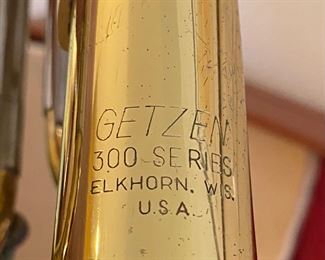 GETZEN
300 SERIES
ELKHORN. WIS.
U.S.A.